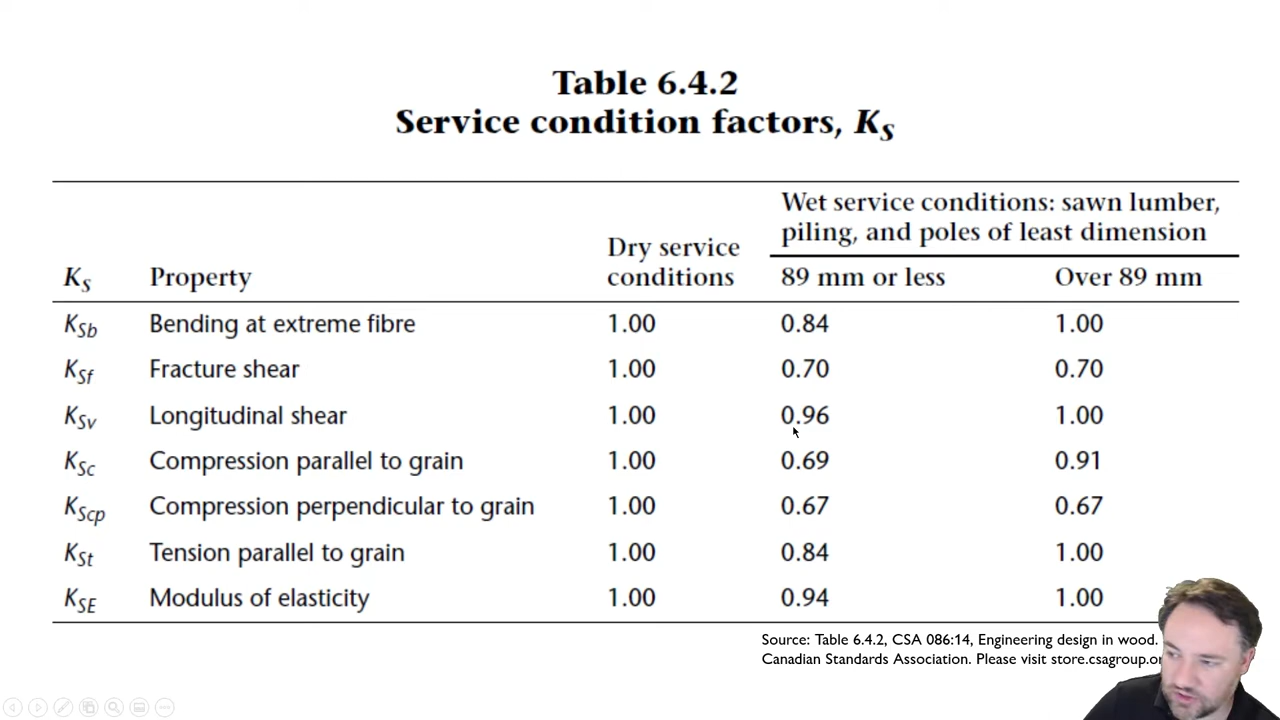 Table 6.4.2
Service condition factors, KS
Wet service conditions: sawn lumber,
piling, and poles of least dimension
Dry service
conditions
KS Property 89 mm or less Over 89 mm
KSb Bending at extreme fibre 1.00 0.84 1.00
KSf Fracture shear 1.00 0.70 0.70
KSv Longitudinal shear 1.00 0.96 1.00
KSc Compression parallel to grain 1.00 0.69 0.91
KScp Compression perpendicular to grain 1.00 0.67 0.67
KSt Tension parallel to grain 1.00 0.84 1.00
KSE Modulus of elasticity 1.00 0.94 1.00
Source: Table 6.4.2, CSA 086:14, Engineering design in wood.
Canadian Standards Association. Please visit